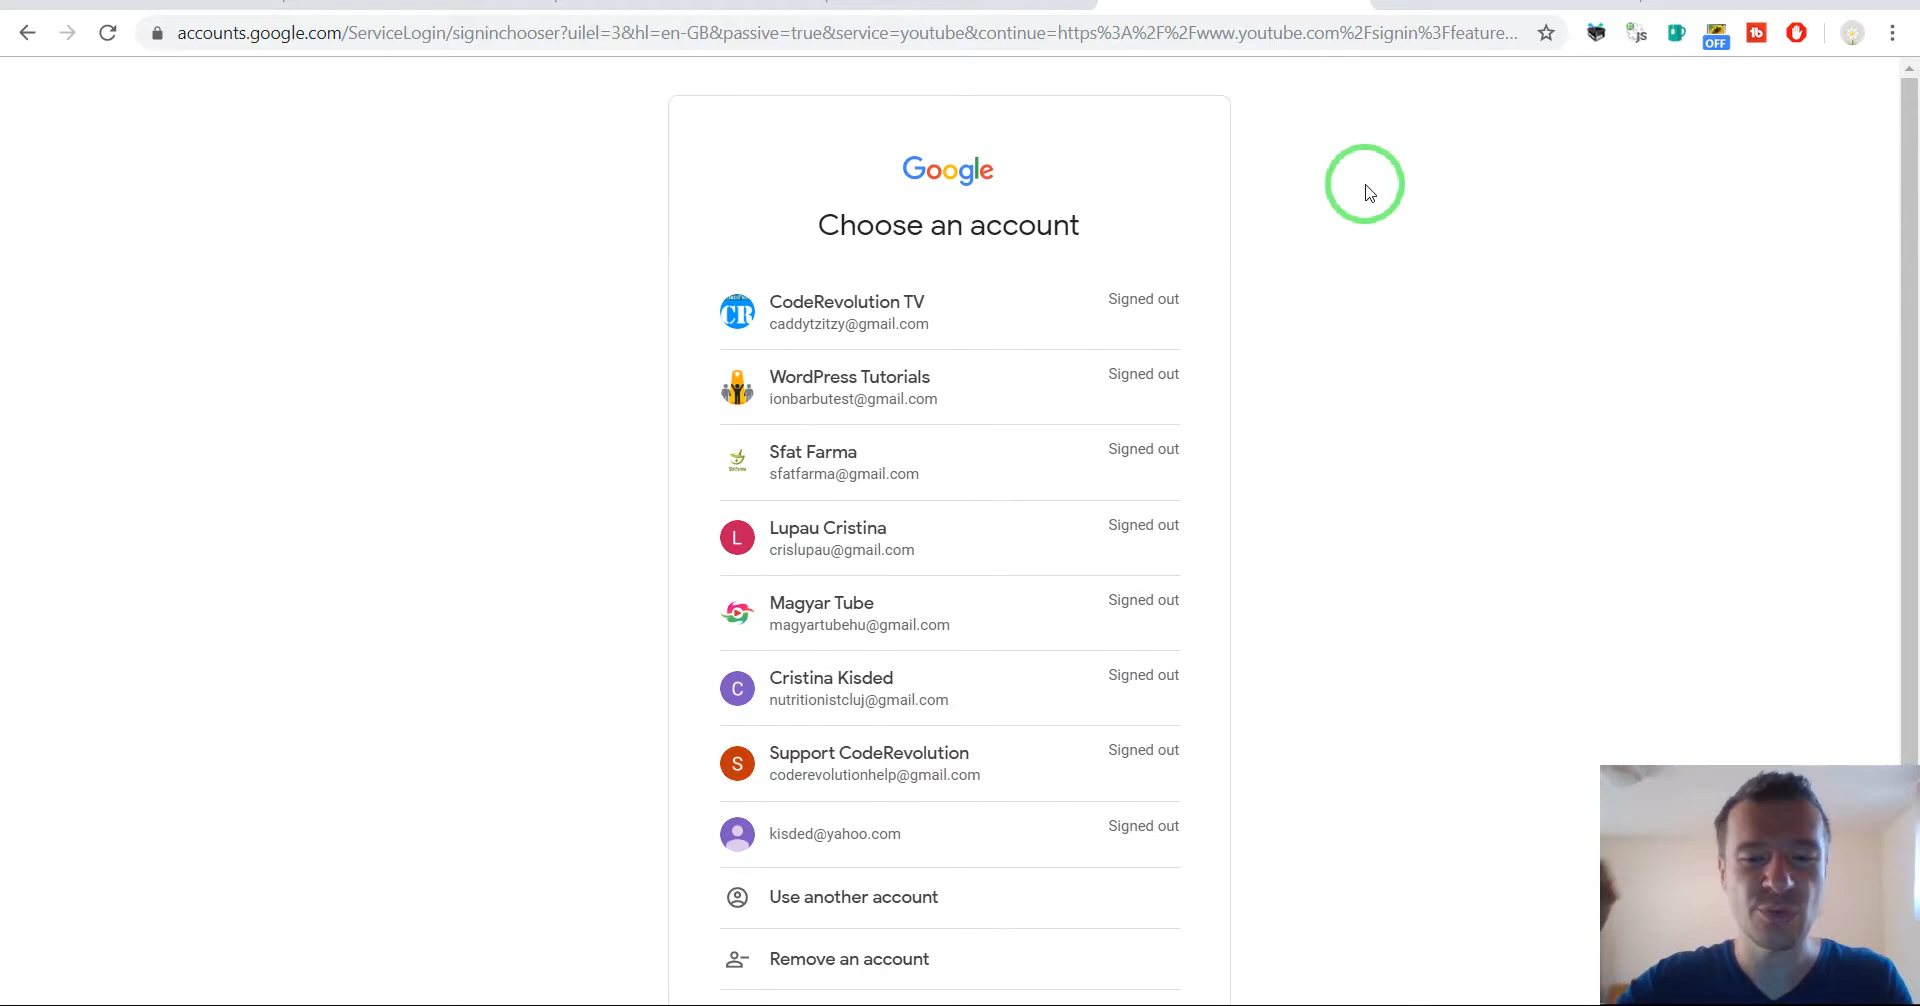 accounts.google.com/ServiceLogin/signinchooser?uilel=3&hl=en-GB&passive=true&service=youtube&continue=https%3A%2F%2Fwww.youtube.com%2Fsignin%3Ffeature...
js
OFF
tb
Google
Choose an account
CR
CodeRevolution TV
Signed out
caddytzitzy@gmail.com
WordPress Tutorials
Signed out
ionbarbutest@gmail.com
Sfat Farma
Signed out
sfatfarma@gmail.com
L
Lupau Cristina
Signed out
crislupau@gmail.com
Magyar Tube
Signed out
magyartubehu@gmail.com
C
Cristina Kisded
Signed out
nutritionistcluj@gmail.com
S
Support CodeRevolution
Signed out
coderevolutionhelp@gmail.com
kisded@yahoo.com
Signed out
Use another account
Remove an account